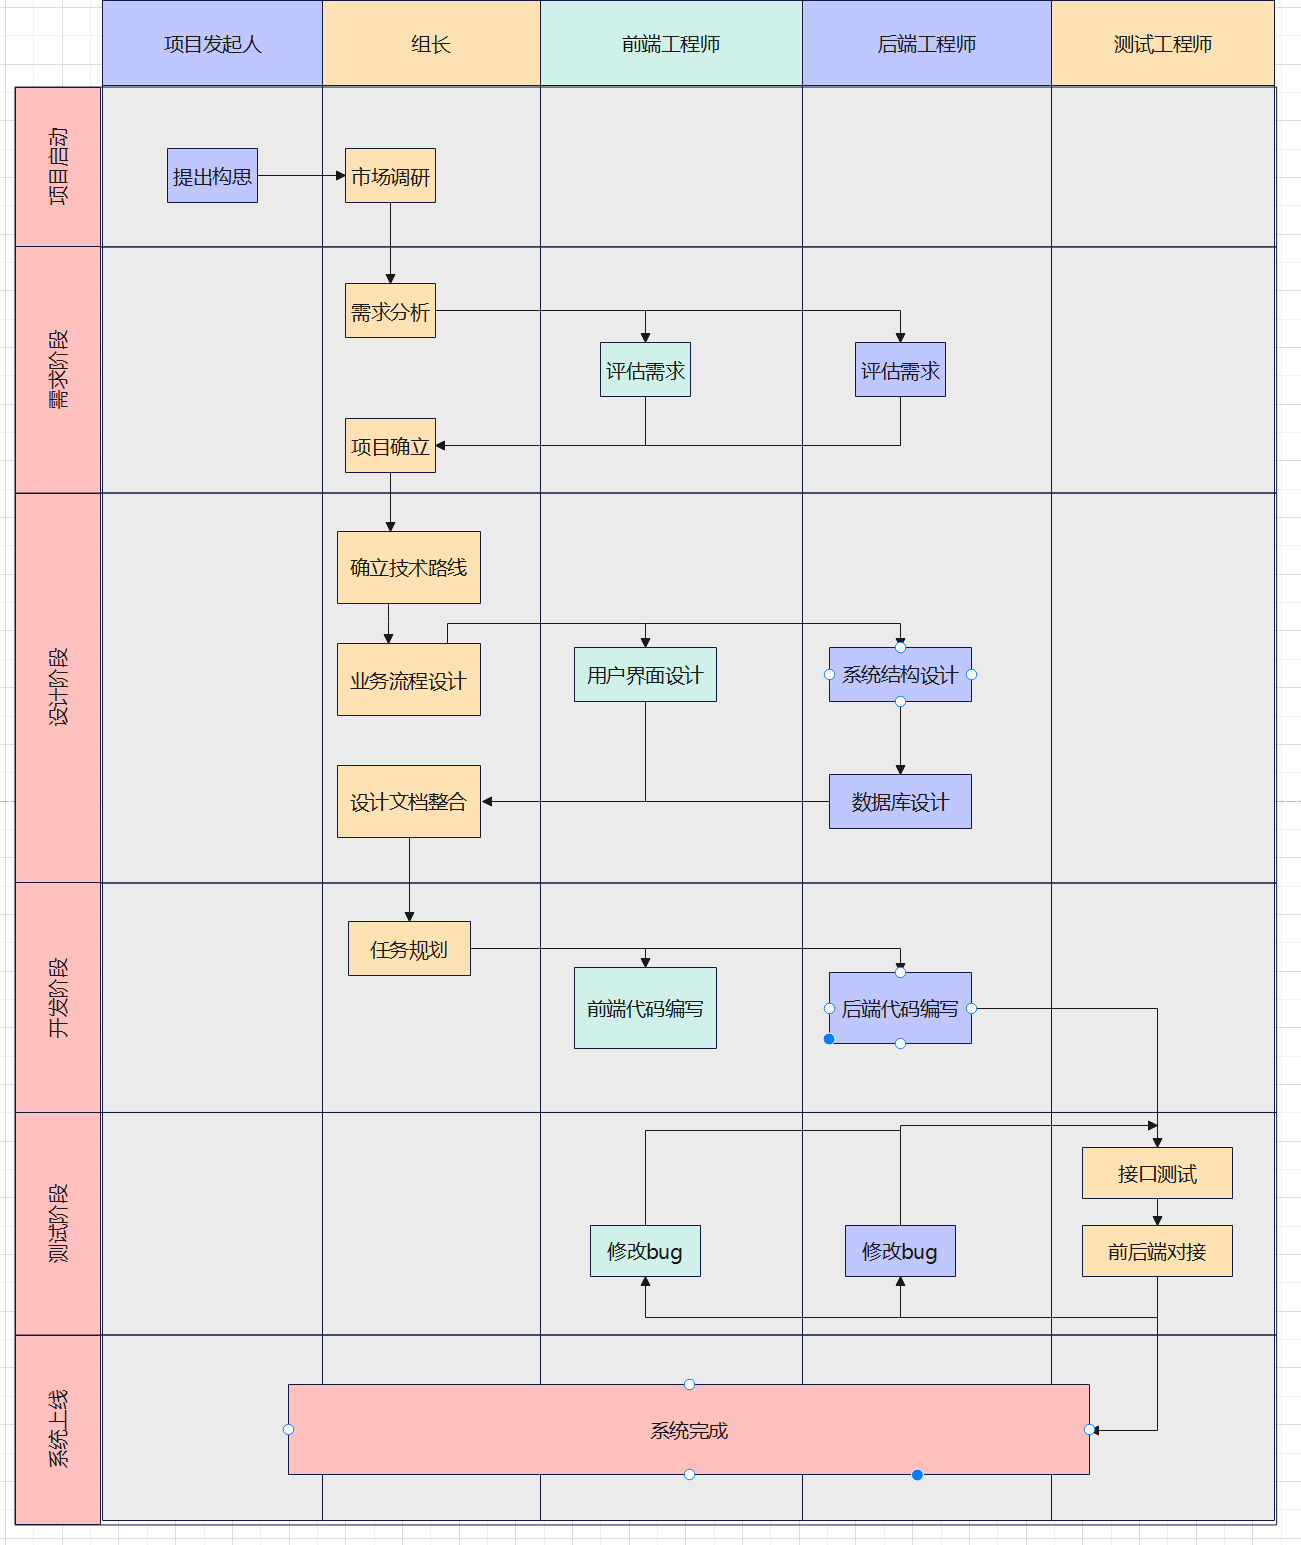 项目发起人
组长
前端工程师
后端工程师
测试工程师
项目启动
提出构思
市场调研
需求阶段
需求分析
评估需求
评估需求
项目确立
设计阶段
确立技术路线
业务流程设计
用户界面设计
系统结构设计
设计文档整合
数据库设计
开发阶段
任务规划
前端代码编写
后端代码编写
测试阶段
接口测试
修改bug
修改bug
前后端对接
系统上线
系统完成